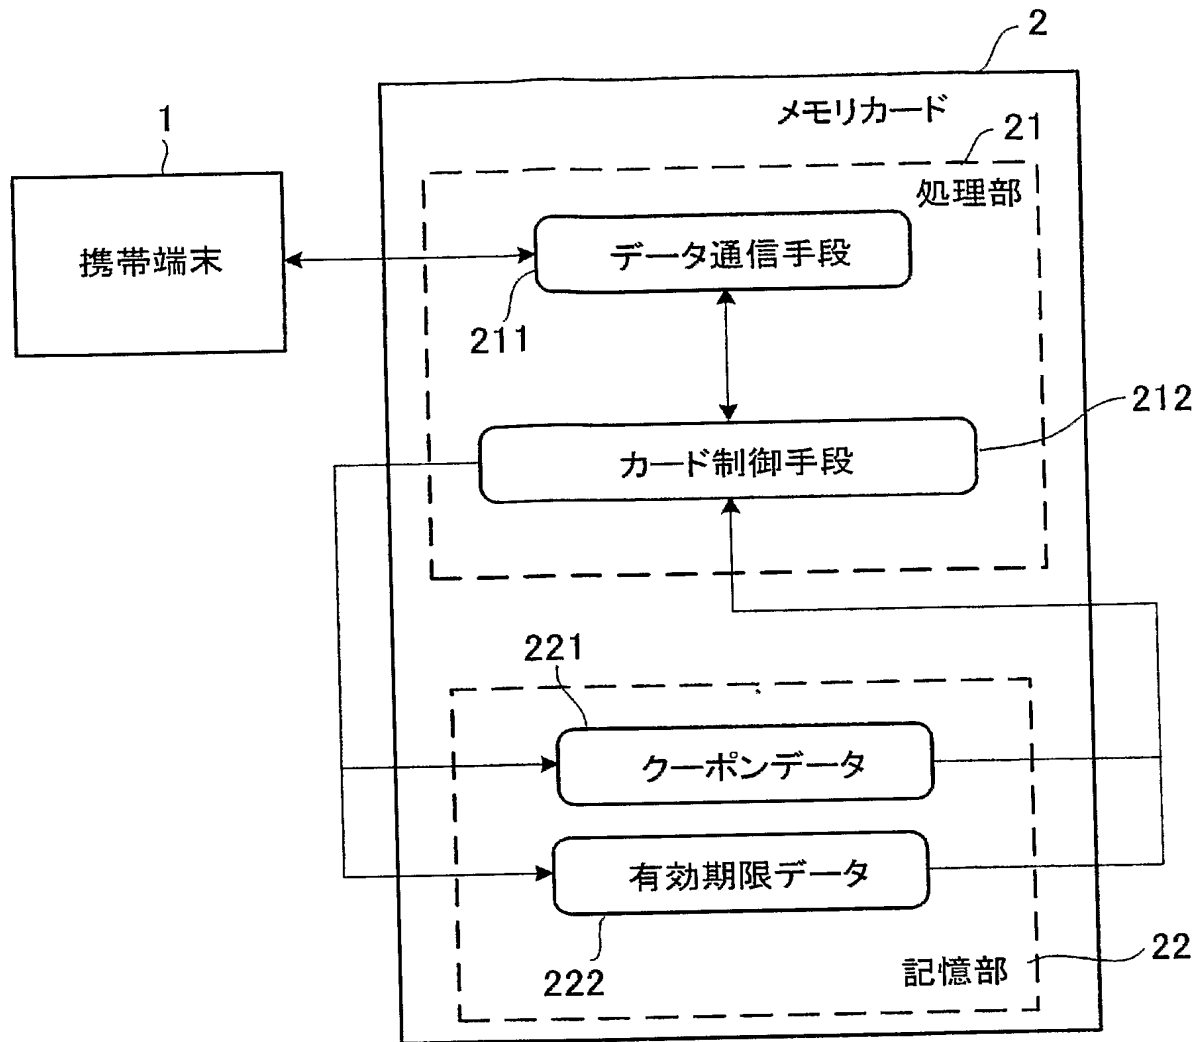 2
メモリカード
1
21
処理部
携帯端末
データ通信手段
211
212
カード制御手段
221
クーポンデータ
有効期限データ
222
記憶部
22